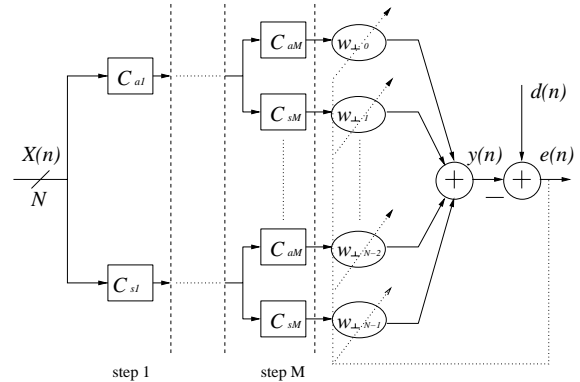 C aM
w⊥ 0
C a1
C sM
w⊥ 1
d(n)
X(n)
N
y(n)
e(n)
+
+
—
C aM
w⊥ N−2
C s1
C sM
w⊥ N−1
step 1
step M